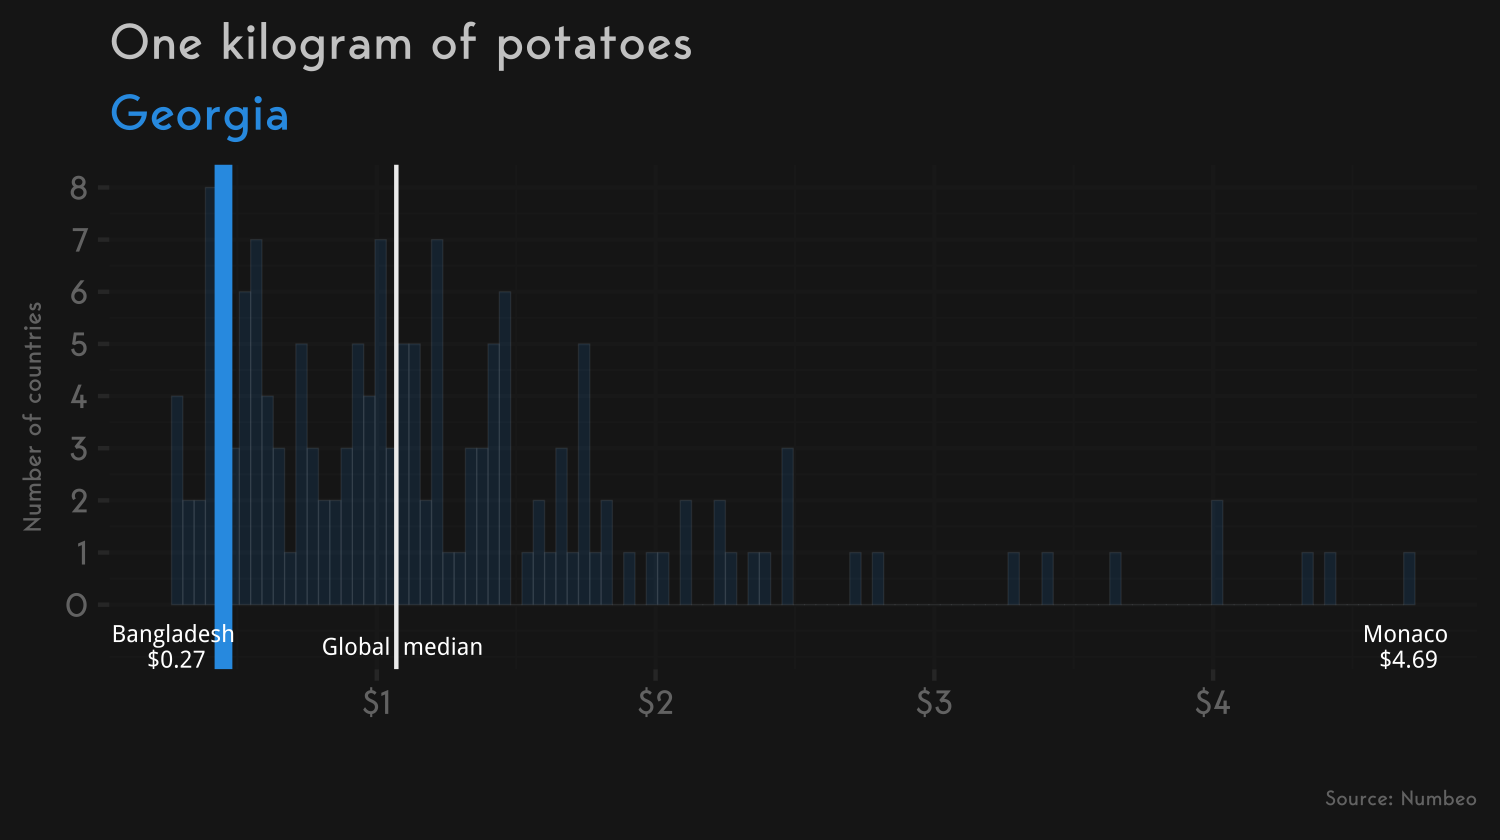 One kilogram of potatoes
Georgia
Number of countries
8
7
6
5
4
3
2
1
0
Bangladesh
$0.27
Global median
Monaco
$4.69
$1
$2
$3
$4
Source: Numbeo